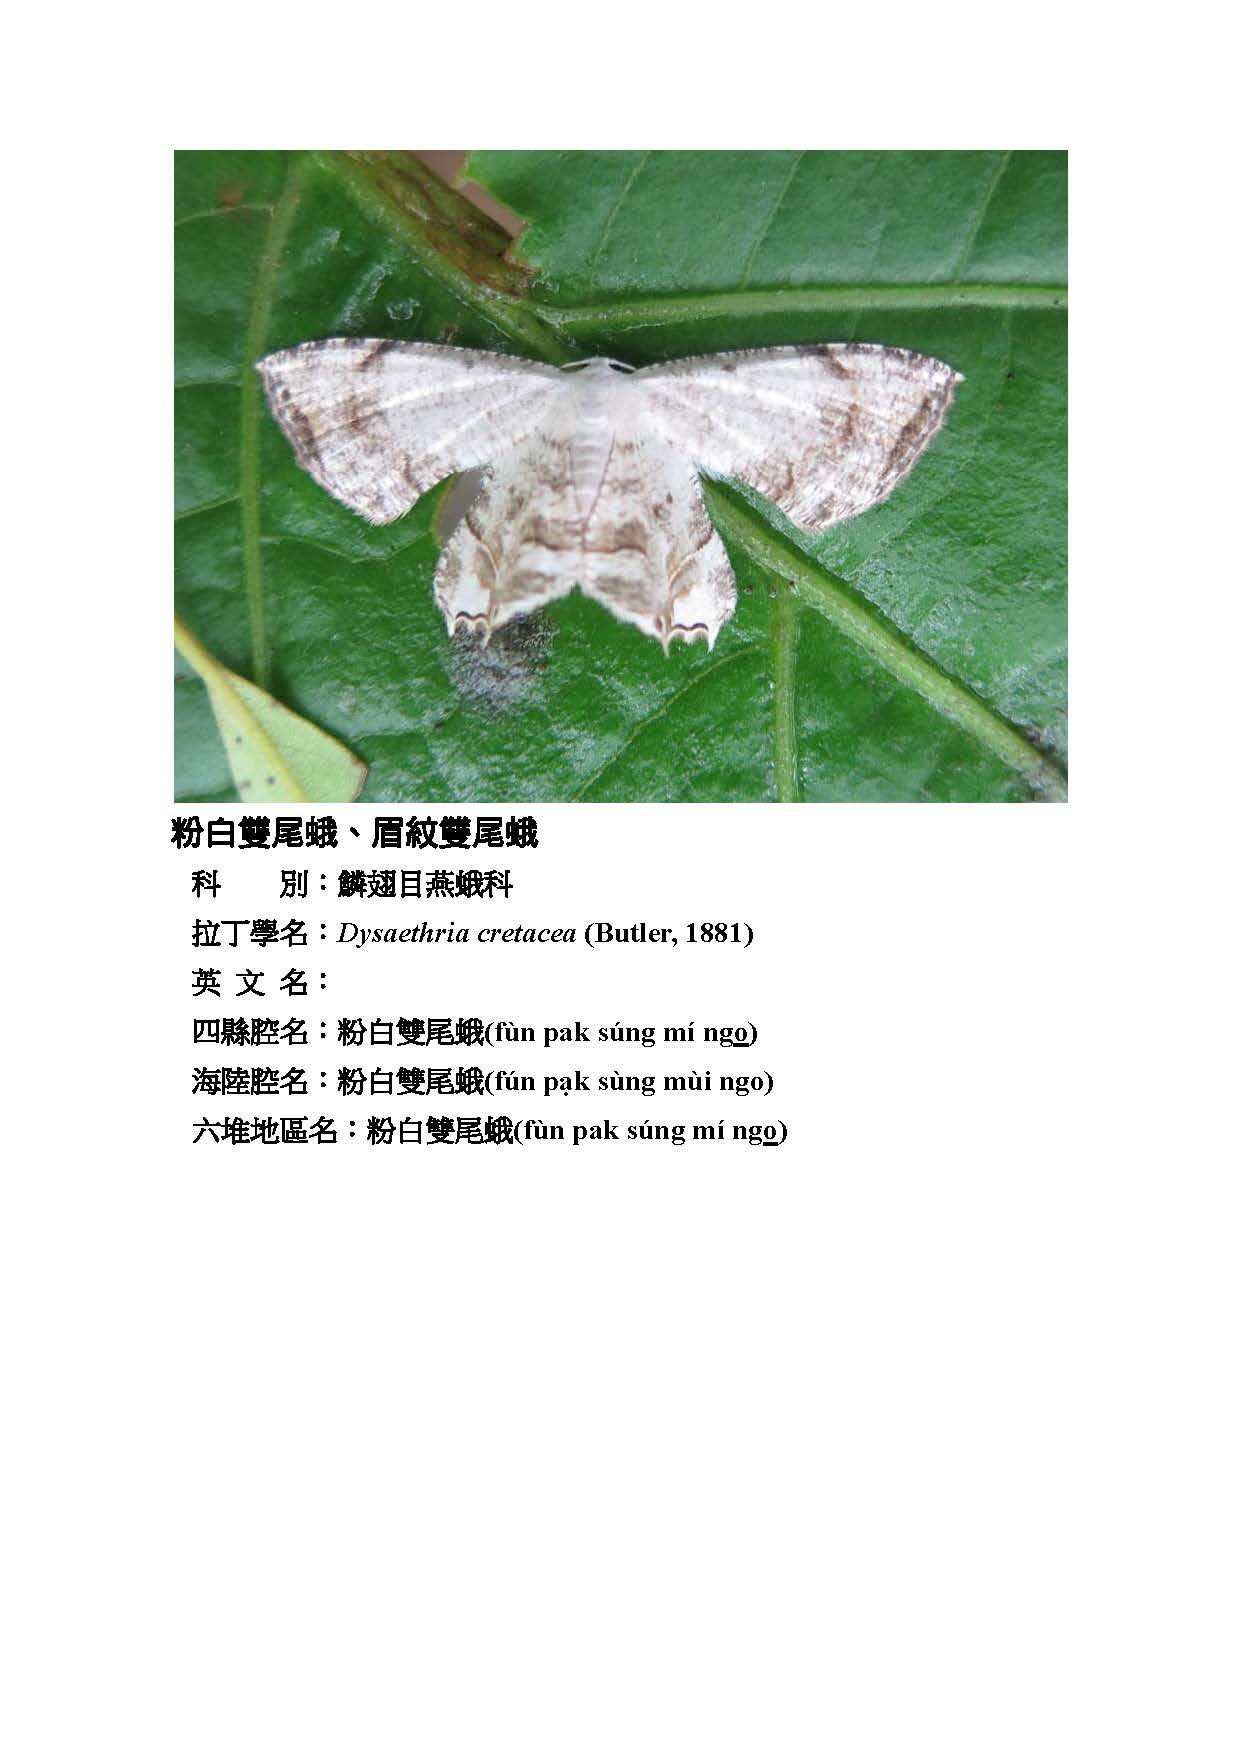 粉白雙尾蛾、眉紋雙尾蛾
科　　別：鱗翅目燕蛾科
拉丁學名：Dysaethria cretacea (Butler, 1881)
英 文 名：
四縣腔名：粉白雙尾蛾(fùn pak súng mí ngo̲)
海陸腔名：粉白雙尾蛾(fún pa̠k sùng mùi ngo)
六堆地區名：粉白雙尾蛾(fùn pak súng mí ngo̲)